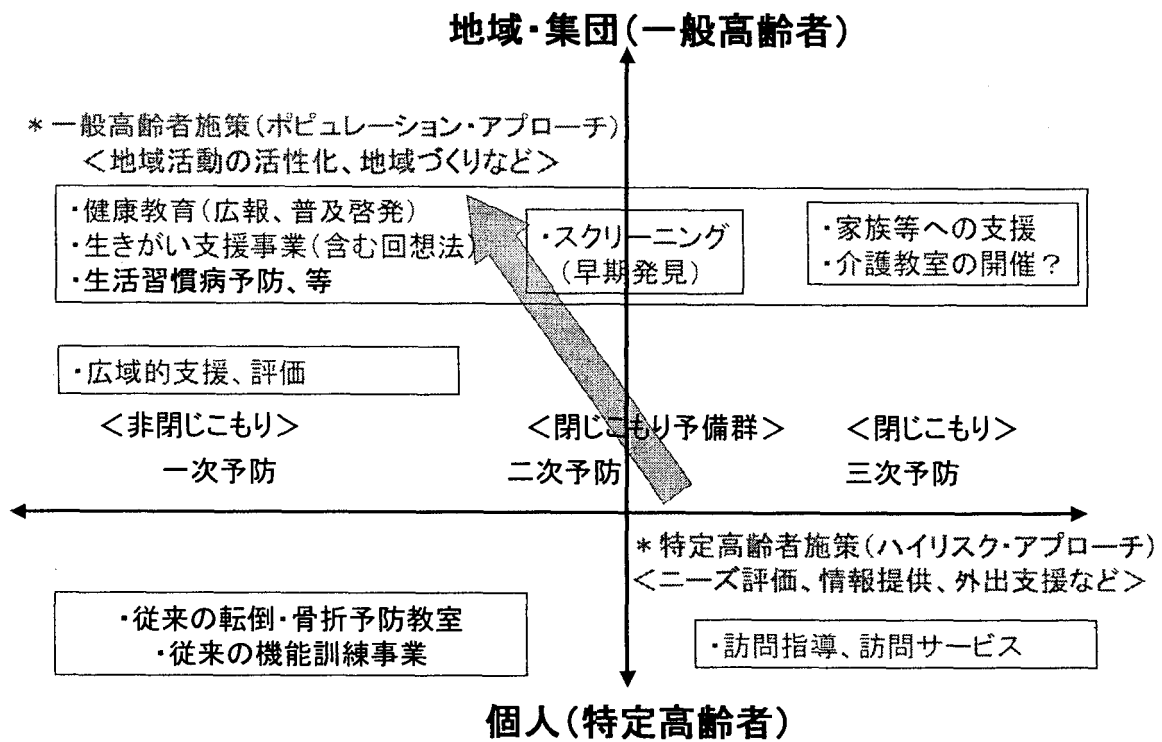 地域・集団(一般高齢者)
*一般高齢者施策(ポピュレーション・アプローチ)
<地域活動の活性化、地域づくりなど>
・健康教育(広報、普及啓発)
・生きがい支援事業(含む回想法)
・生活習慣病予防、等
・スクリーニング
(早期発見)
・家族等への支援
・介護教室の開催?
・広域的支援、評価
<非閉じこもり>
一次予防
<閉じこもり予備群>
二次予防
<閉じこもり>
三次予防
*特定高齢者施策(ハイリスク・アプローチ)
<ニーズ評価、情報提供、外出支援など>
・従来の転倒・骨折予防教室
・従来の機能訓練事業
・訪問指導、訪問サービス
個人(特定高齢者)